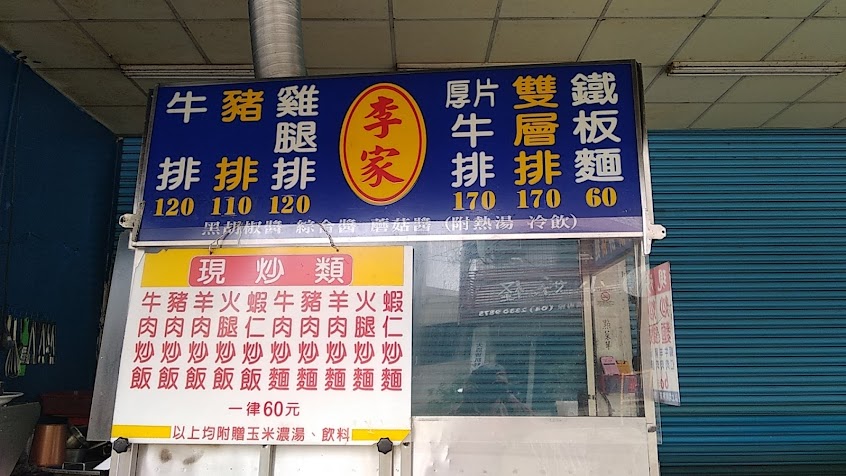 牛排 120
豬排 110
雞腿排 120
李家
厚片牛排 170
雙層排 170
鐵板麵 60
黑胡椒醬 綜合醬 蘑菇醬 (附熱湯 冷飲)
現炒類
牛肉炒飯
豬肉炒飯
羊肉炒飯
火腿炒飯
蝦仁炒飯
牛肉炒麵
豬肉炒麵
羊肉炒麵
火腿炒麵
蝦仁炒麵
一律60元
以上均附贈玉米濃湯、飲料